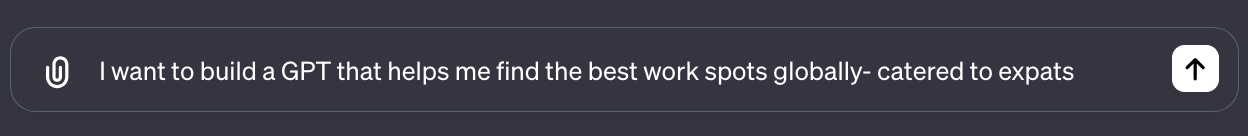 I want to build a GPT that helps me find the best work spots globally- catered to expats